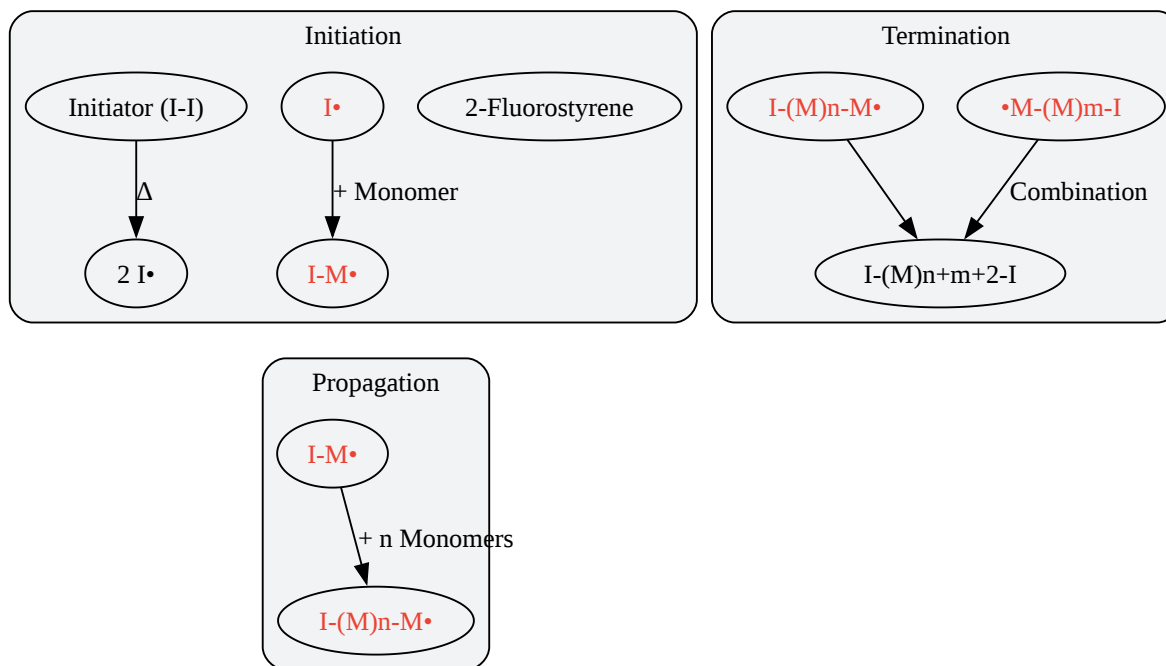 Initiation
Initiator (I-I)
I•
2-Fluorostyrene
Δ
+ Monomer
2 I•
I-M•
Termination
I-(M)n-M•
•M-(M)m-I
Combination
I-(M)n+m+2-I
Propagation
I-M•
+ n Monomers
I-(M)n-M•